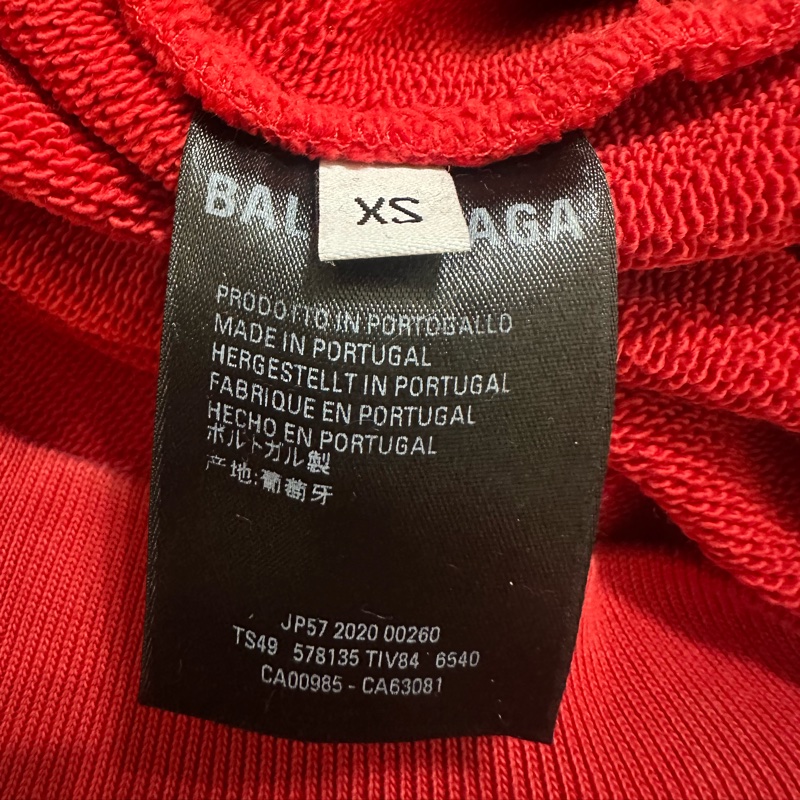 BAL AGA
XS
PRODOTTO IN PORTOBALLO
MADE IN PORTUGAL
HERGESTELLT IN PORTUGAL
FABRIQUE EN PORTUGAL
HECHO EN PORTUGAL
ポルトガル製
产地:葡萄牙
JP57 2020 00260
TS49 578135 TIV84 6540
CA00985 - CA63081